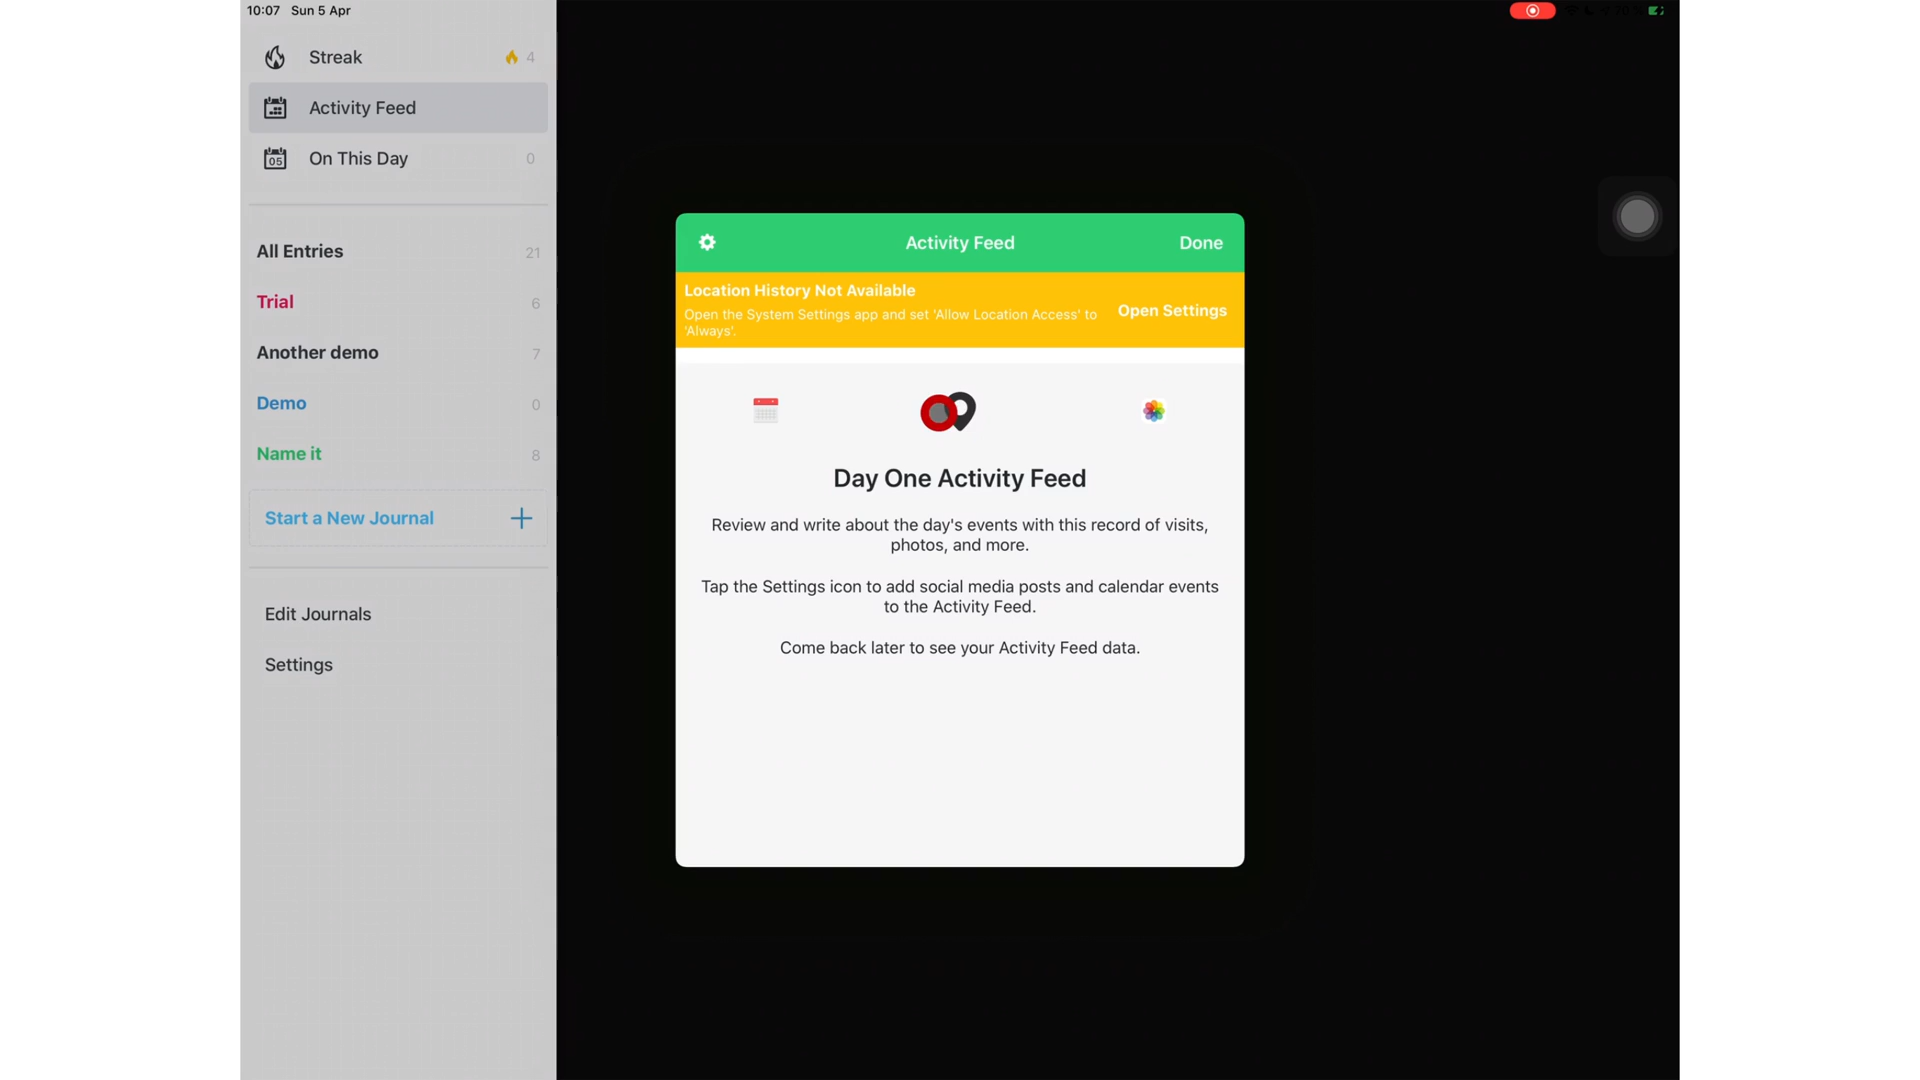 10:07 Sun 5 Apr
Streak 4
Activity Feed
05 On This Day 0
All Entries 21
Trial 6
Another demo 7
Demo 0
Name it 8
Start a New Journal +
Edit Journals
Settings
Activity Feed Done
Location History Not Available
Open the System Settings app and set 'Allow Location Access' to
'Always'.
Open Settings
Day One Activity Feed
Review and write about the day's events with this record of visits,
photos, and more.
Tap the Settings icon to add social media posts and calendar events
to the Activity Feed.
Come back later to see your Activity Feed data.